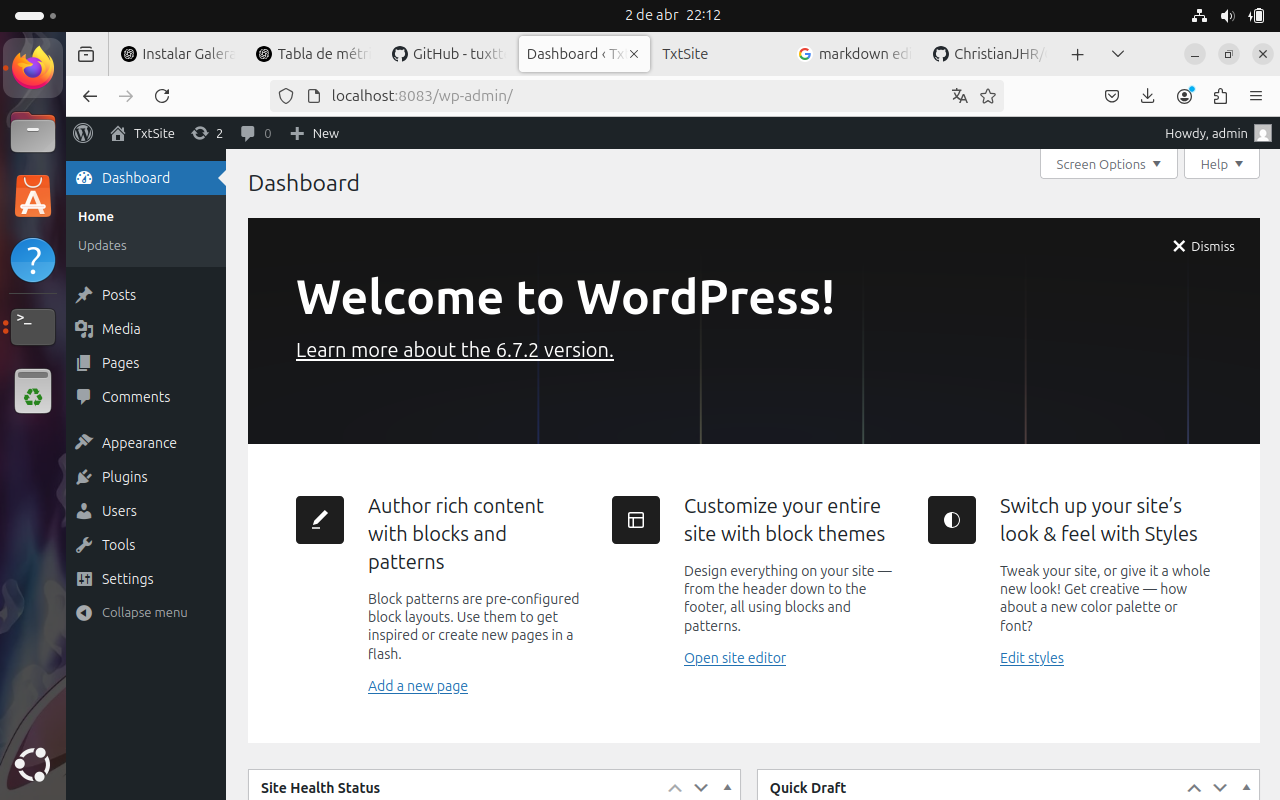 2 de abr 22:12
Instalar Galera
Tabla de métri
GitHub - tuxtt
Dashboard ‹ Tx
TxtSite
markdown edi
ChristianJHR/
localhost:8083/wp-admin/
TxtSite
2
0
New
Howdy, admin
Dashboard
Home
Updates
Posts
Media
Pages
Comments
Appearance
Plugins
Users
Tools
Settings
Collapse menu
Screen Options
Help
Dashboard
Dismiss
Welcome to WordPress!
Learn more about the 6.7.2 version.
Author rich content
with blocks and
patterns
Block patterns are pre-configured
block layouts. Use them to get
inspired or create new pages in a
flash.
Add a new page
Customize your entire
site with block themes
Design everything on your site —
from the header down to the
footer, all using blocks and
patterns.
Open site editor
Switch up your site’s
look & feel with Styles
Tweak your site, or give it a whole
new look! Get creative — how
about a new color palette or
font?
Edit styles
Site Health Status
Quick Draft